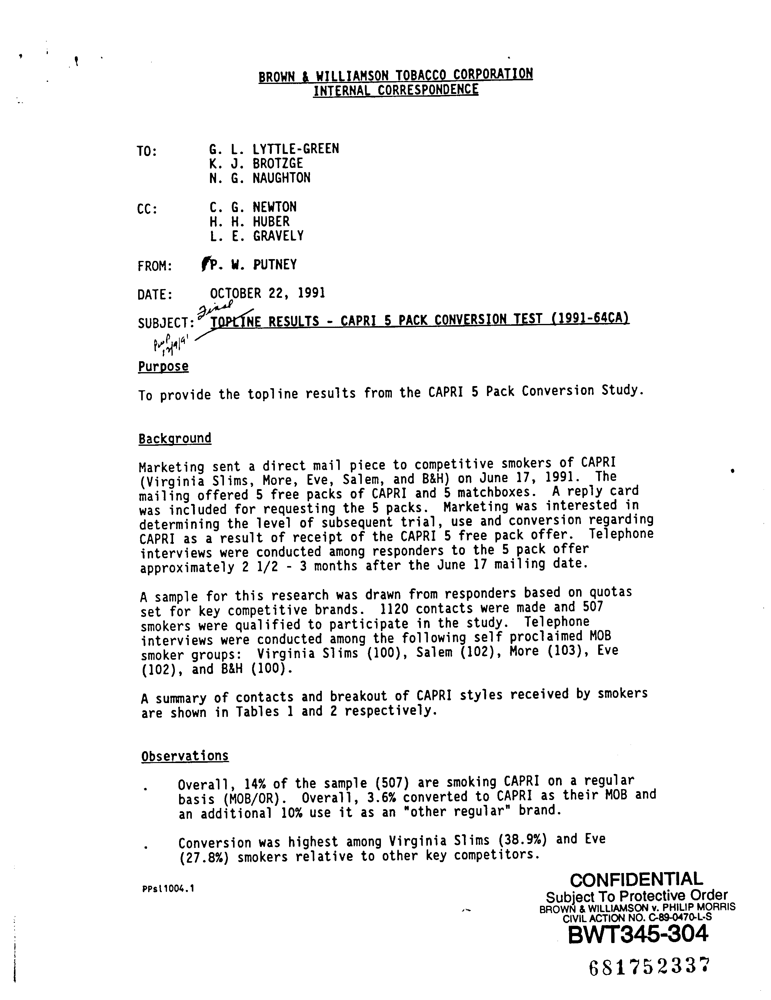 BROWN & WILLIAMSON TOBACCO CORPORATION
INTERNAL CORRESPONDENCE
TO: G. L. LYTTLE-GREEN
K. J. BROTZGE
N. G. NAUGHTON
CC: C. G. NEWTON
H. H. HUBER
L. E. GRAVELY
FROM: P. W. PUTNEY
DATE: OCTOBER 22, 1991
Final
SUBJECT: TOPLINE RESULTS - CAPRI 5 PACK CONVERSION TEST (1991-64CA)
Purpose
To provide the topline results from the CAPRI 5 Pack Conversion Study.
Background
Marketing sent a direct mail piece to competitive smokers of CAPRI
(Virginia Slims, More, Eve, Salem, and B&H) on June 17, 1991. The
mailing offered 5 free packs of CAPRI and 5 matchboxes. A reply card
was included for requesting the 5 packs. Marketing was interested in
determining the level of subsequent trial, use and conversion regarding
CAPRI as a result of receipt of the CAPRI 5 free pack offer. Telephone
interviews were conducted among responders to the 5 pack offer
approximately 2 1/2 - 3 months after the June 17 mailing date.
A sample for this research was drawn from responders based on quotas
set for key competitive brands. 1120 contacts were made and 507
smokers were qualified to participate in the study. Telephone
interviews were conducted among the following self proclaimed MOB
smoker groups: Virginia Slims (100), Salem (102), More (103), Eve
(102), and B&H (100).
A summary of contacts and breakout of CAPRI styles received by smokers
are shown in Tables 1 and 2 respectively.
Observations
. Overall, 14% of the sample (507) are smoking CAPRI on a regular
basis (MOB/OR). Overall, 3.6% converted to CAPRI as their MOB and
an additional 10% use it as an "other regular" brand.
. Conversion was highest among Virginia Slims (38.9%) and Eve
(27.8%) smokers relative to other key competitors.
PPsl1004.1
CONFIDENTIAL
Subject To Protective Order
BROWN & WILLIAMSON v. PHILIP MORRIS
CIVIL ACTION NO. C-89-0470-L-S
BWT345-304
681752337